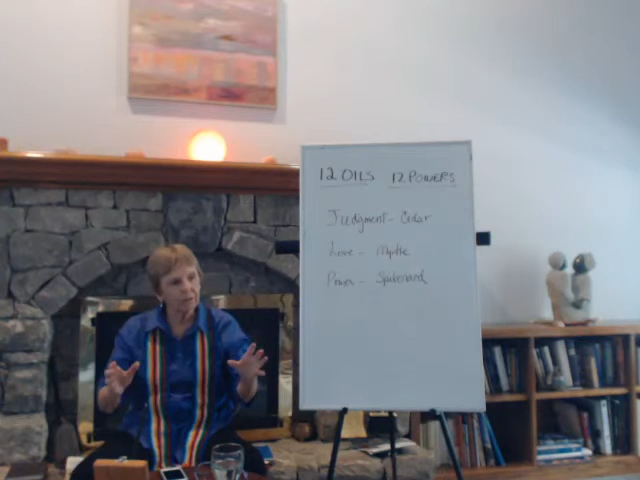 12 OILS 12 POWERS
Judgment - Cedar
Love - Myrtle
Power - Spikenard